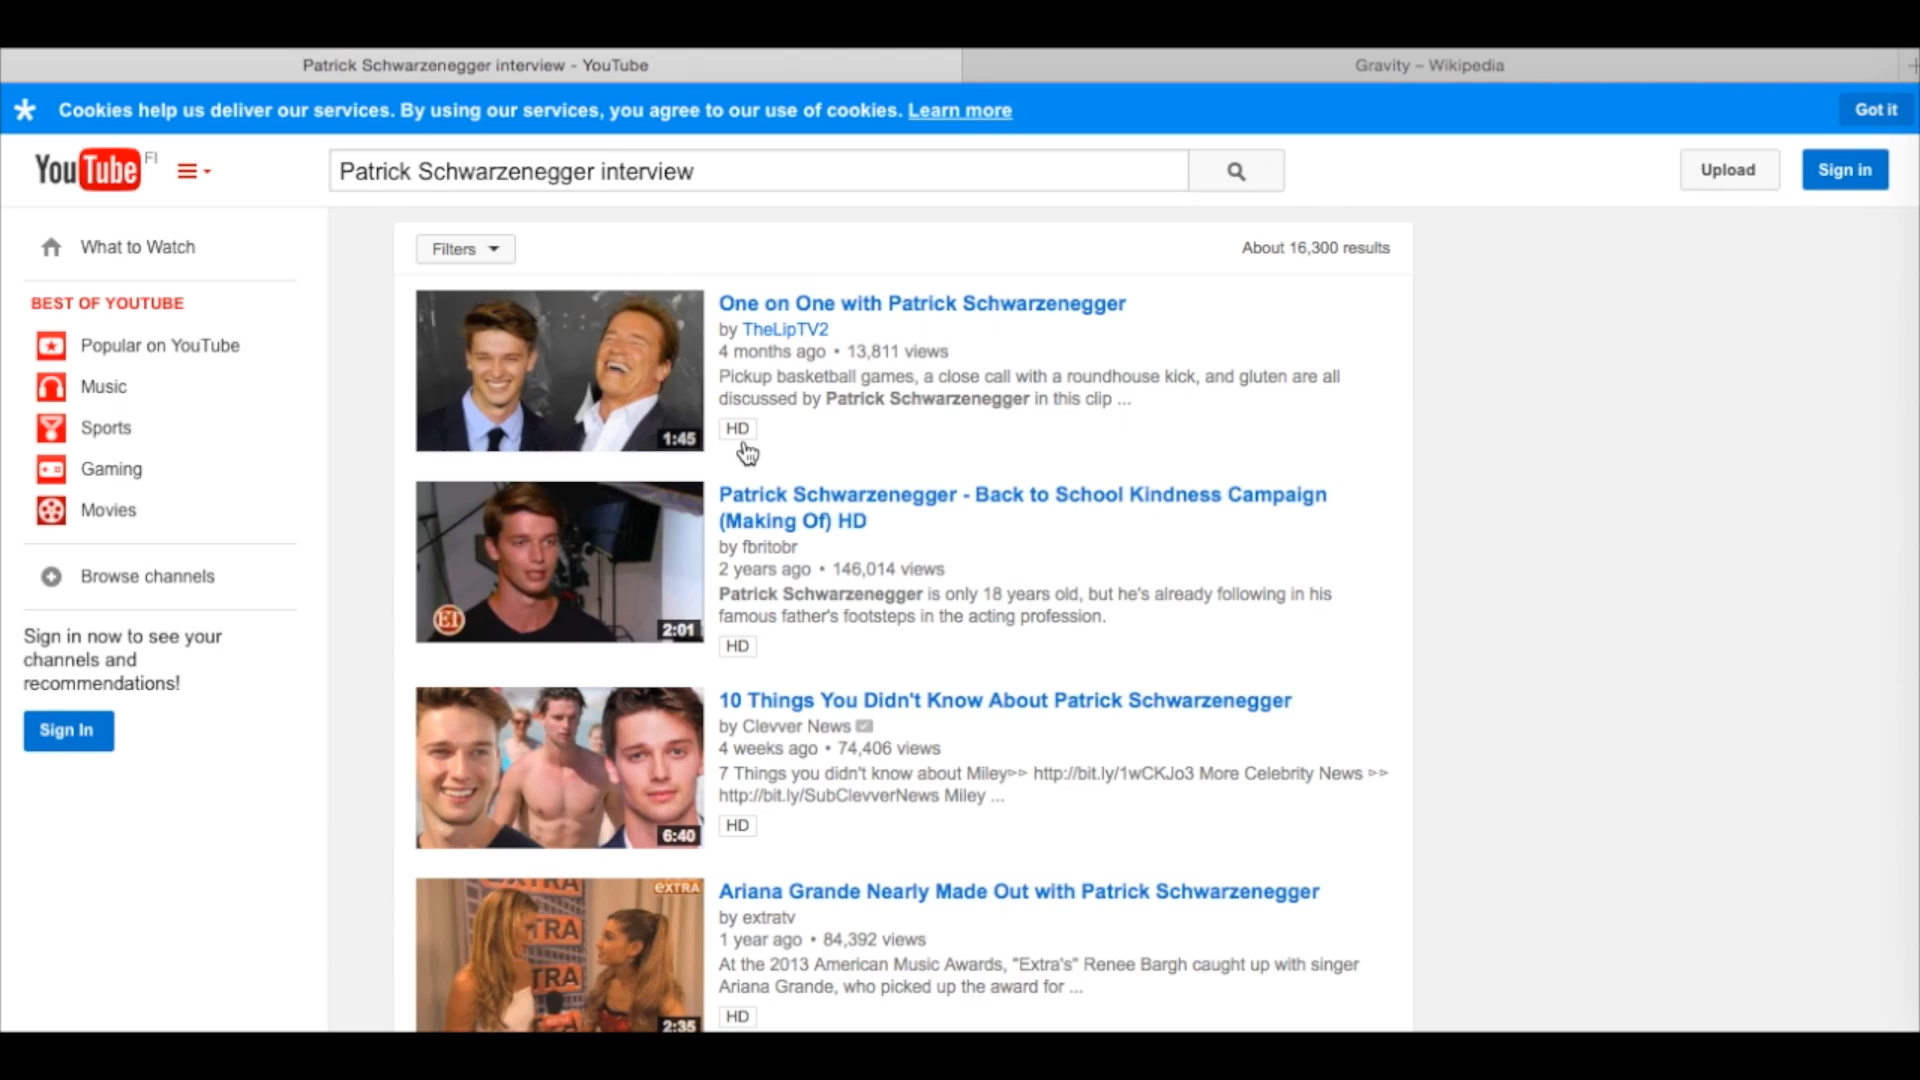 Patrick Schwarzenegger interview - YouTube
Gravity – Wikipedia
Cookies help us deliver our services. By using our services, you agree to our use of cookies. Learn more
Got it
YouTube FI
Patrick Schwarzenegger interview
Upload
Sign in
What to Watch
BEST OF YOUTUBE
Popular on YouTube
Music
Sports
Gaming
Movies
Browse channels
Sign in now to see your
channels and
recommendations!
Sign In
Filters
About 16,300 results
1:45
One on One with Patrick Schwarzenegger
by TheLipTV2
4 months ago • 13,811 views
Pickup basketball games, a close call with a roundhouse kick, and gluten are all
discussed by Patrick Schwarzenegger in this clip ...
HD
ET
2:01
Patrick Schwarzenegger - Back to School Kindness Campaign
(Making Of) HD
by fbritobr
2 years ago • 146,014 views
Patrick Schwarzenegger is only 18 years old, but he's already following in his
famous father's footsteps in the acting profession.
HD
6:40
10 Things You Didn't Know About Patrick Schwarzenegger
by Clevver News
4 weeks ago • 74,406 views
7 Things you didn't know about Miley>> http://bit.ly/1wCKJo3 More Celebrity News >>
http://bit.ly/SubClevverNews Miley ...
HD
EXTRA
eXTRA
TRA
TRA
2:35
Ariana Grande Nearly Made Out with Patrick Schwarzenegger
by extratv
1 year ago • 84,392 views
At the 2013 American Music Awards, "Extra's" Renee Bargh caught up with singer
Ariana Grande, who picked up the award for ...
HD